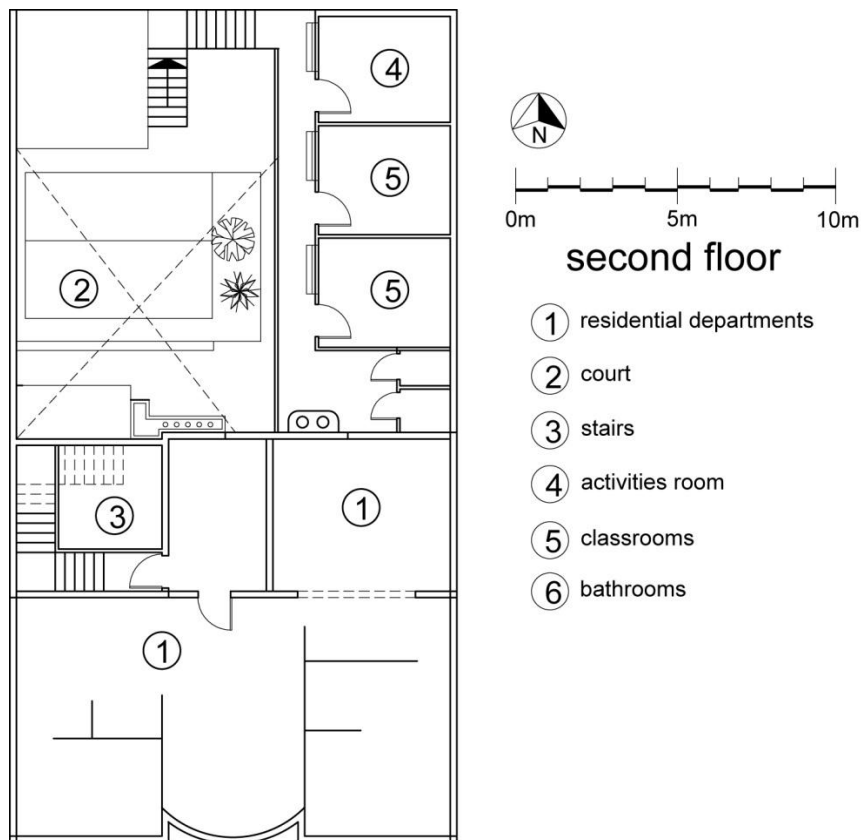 4
5
5
2
3
1
1
N
0m 5m 10m
second floor
1 residential departments
2 court
3 stairs
4 activities room
5 classrooms
6 bathrooms